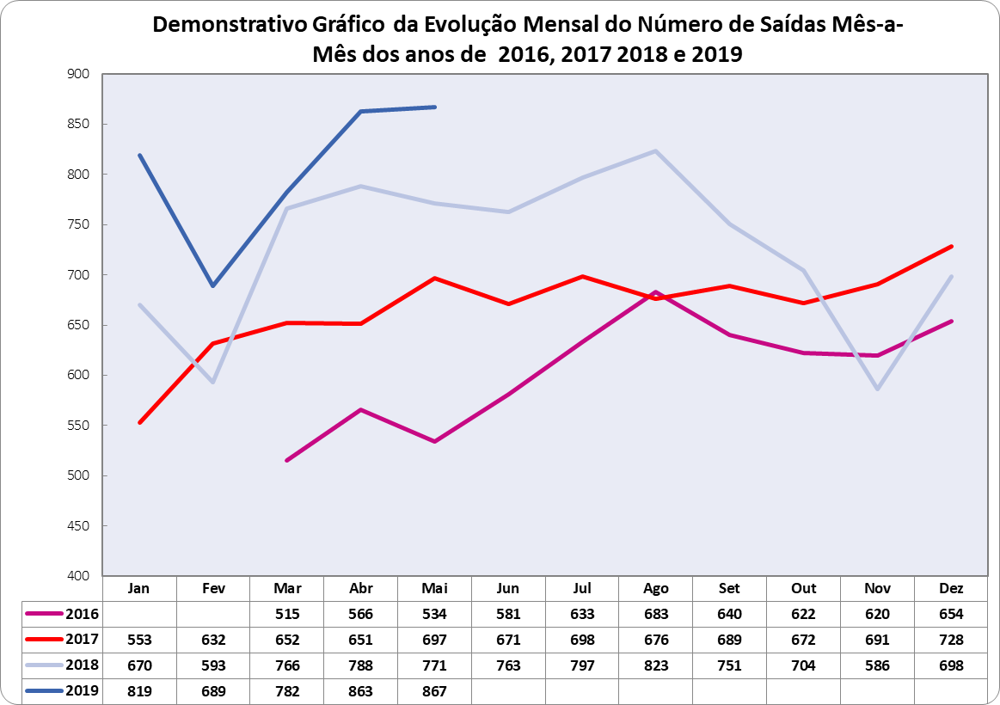 Demonstrativo Gráfico da Evolução Mensal do Número de Saídas Mês-a-
Mês dos anos de 2016, 2017 2018 e 2019
900
850
800
750
700
650
600
550
500
450
400
Jan Fev Mar Abr Mai Jun Jul Ago Set Out Nov Dez
2016 515 566 534 581 633 683 640 622 620 654
2017 553 632 652 651 697 671 698 676 689 672 691 728
2018 670 593 766 788 771 763 797 823 751 704 586 698
2019 819 689 782 863 867